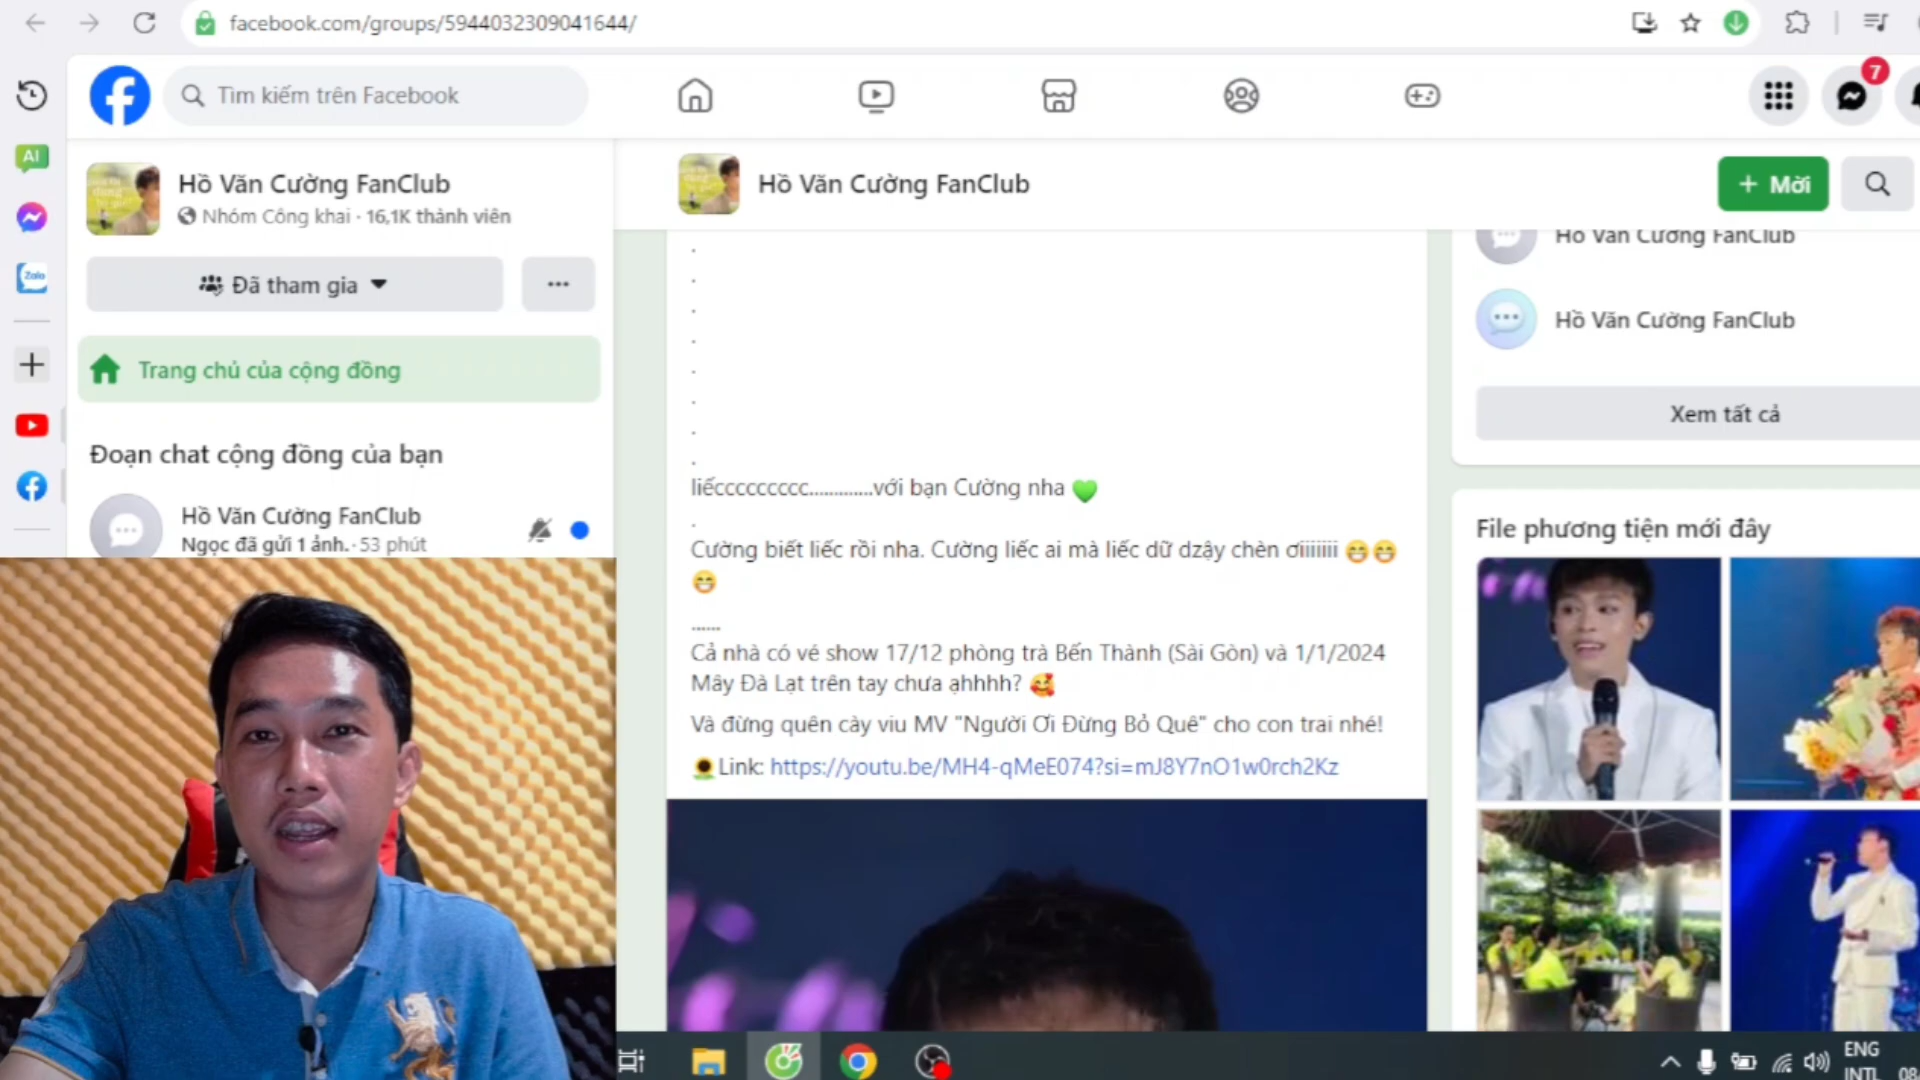 facebook.com/groups/5944032309041644/
Tìm kiếm trên Facebook
7
AI
Zalo
Hồ Văn Cường FanClub
Nhóm Công khai · 16,1K thành viên
Đã tham gia
Trang chủ của cộng đồng
Đoạn chat cộng đồng của bạn
Hồ Văn Cường FanClub
Ngọc đã gửi 1 ảnh. · 53 phút
Hồ Văn Cường FanClub
+ Mời
.
.
.
.
.
.
.
.
liếccccccccc.............với bạn Cường nha 💚
.
Cường biết liếc rồi nha. Cường liếc ai mà liếc dữ dzậy chèn ơiiiiiii 😁😁
😁
......
Cả nhà có vé show 17/12 phòng trà Bến Thành (Sài Gòn) và 1/1/2024
Mây Đà Lạt trên tay chưa ạhhhh? 🥰
Và đừng quên cày viu MV "Người Ơi Đừng Bỏ Quê" cho con trai nhé!
🌻Link: https://youtu.be/MH4-qMeE074?si=mJ8Y7nO1w0rch2Kz
Hồ Văn Cường FanClub
Hồ Văn Cường FanClub
Xem tất cả
File phương tiện mới đây
ENG
INTL
08